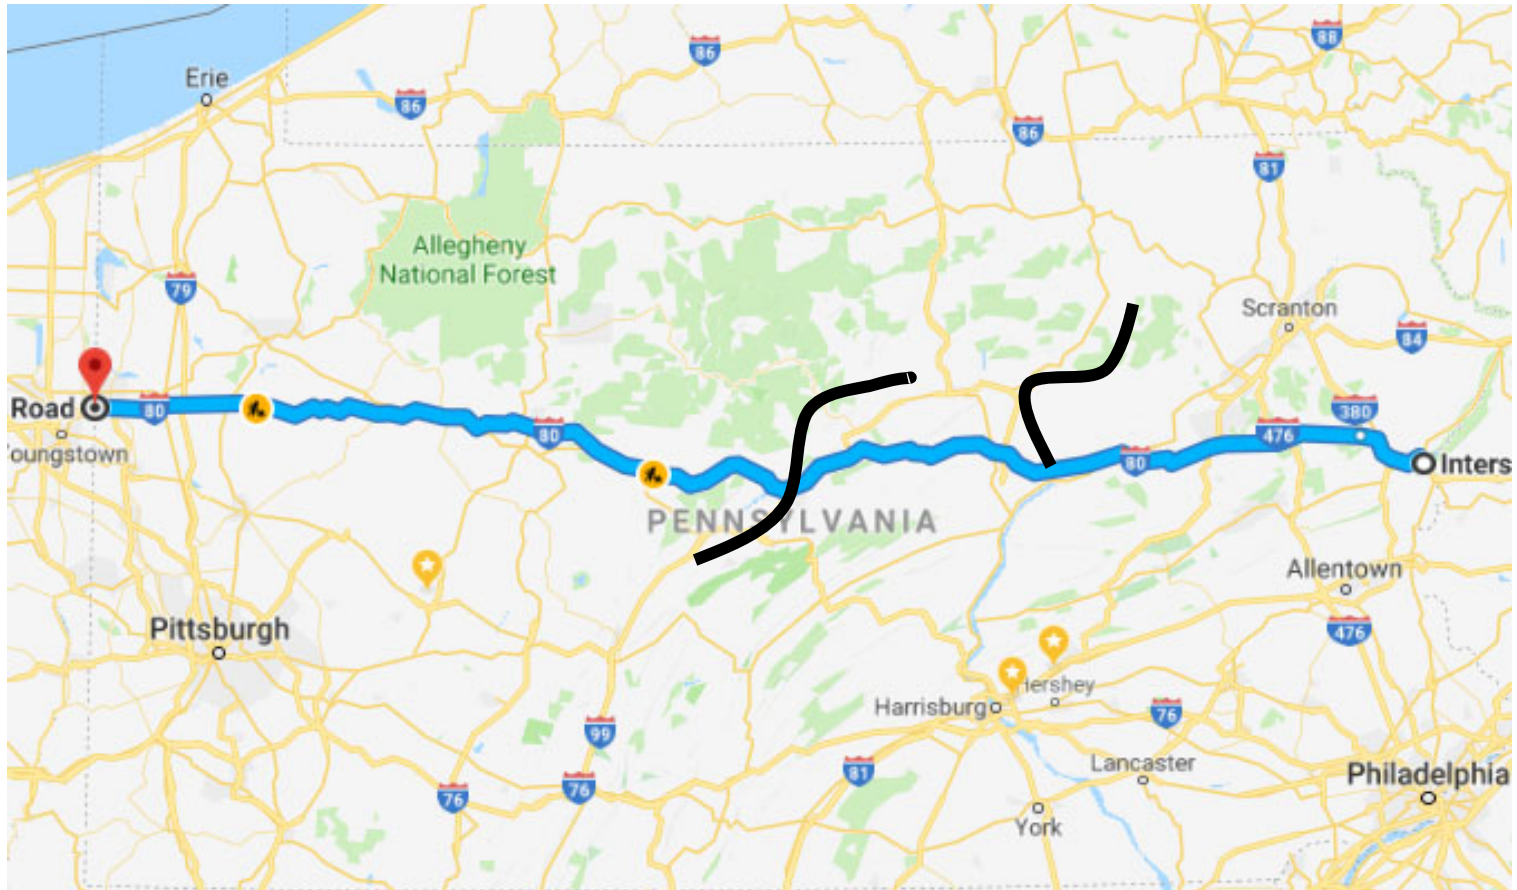 88
86
Erie
86
86
81
Allegheny
National Forest
79
Scranton
84
Road
80
380
80
476
oungstown
80
Inters
PENNSYLVANIA
Allentown
Pittsburgh
476
Hershey
Harrisburg
76
99
Lancaster
81
Philadelphia
76
76
York